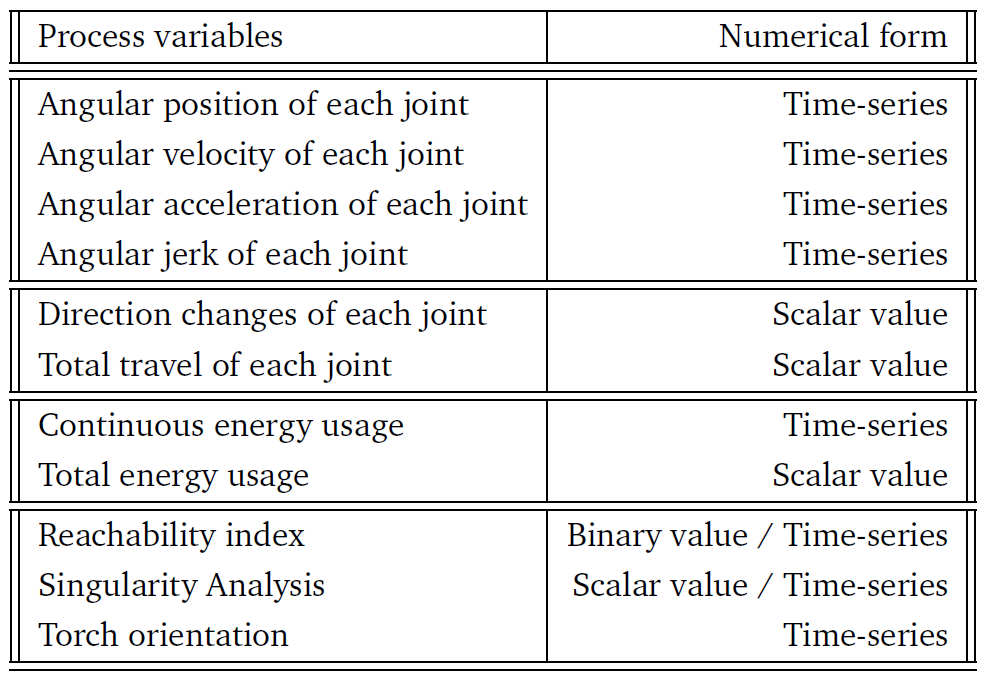 Process variables Numerical form
Angular position of each joint Time-series
Angular velocity of each joint Time-series
Angular acceleration of each joint Time-series
Angular jerk of each joint Time-series
Direction changes of each joint Scalar value
Total travel of each joint Scalar value
Continuous energy usage Time-series
Total energy usage Scalar value
Reachability index Binary value / Time-series
Singularity Analysis Scalar value / Time-series
Torch orientation Time-series